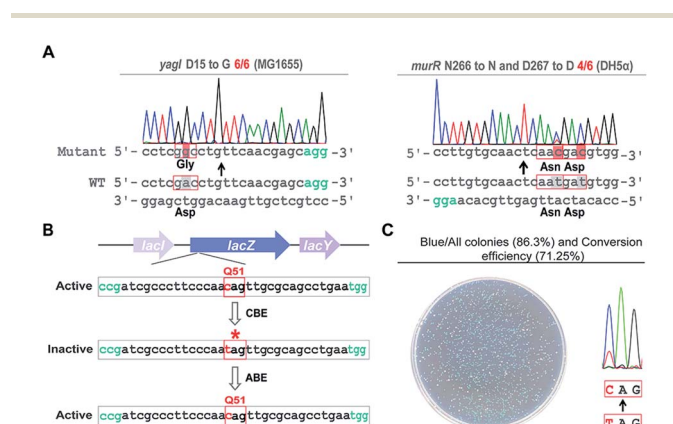 A
yagI D15 to G 6/6 (MG1655)
Mutant 5'- cctcggcctgttcaacgagcagg -3'
Gly
WT 5'- cctcgacctgttcaacgagcagg -3'
3'- ggagctggacaagttgctcgtcc -5'
Asp
murR N266 to N and D267 to D 4/6 (DH5α)
5'- ccttgtgcaactcaacgacgtgg -3'
Asn Asp
5'- ccttgtgcaactcaatgatgtgg -3'
3'- ggaacacgttgagttactacacc -5'
Asn Asp
B
lacI lacZ lacY
Q51
Active ccgatcgcccttcccaacagttgcgcagcctgaatgg
CBE
*
Inactive ccgatcgcccttcccaatagttgcgcagcctgaatgg
ABE
Q51
Active ccgatcgcccttcccaacagttgcgcagcctgaatgg
C
Blue/All colonies (86.3%) and Conversion
efficiency (71.25%)
C A G
T A G